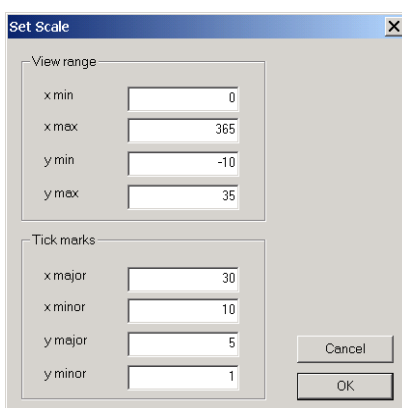 Set Scale
View range
x min 0
x max 365
y min -10
y max 35
Tick marks
x major 30
x minor 10
y major 5
y minor 1
Cancel
OK